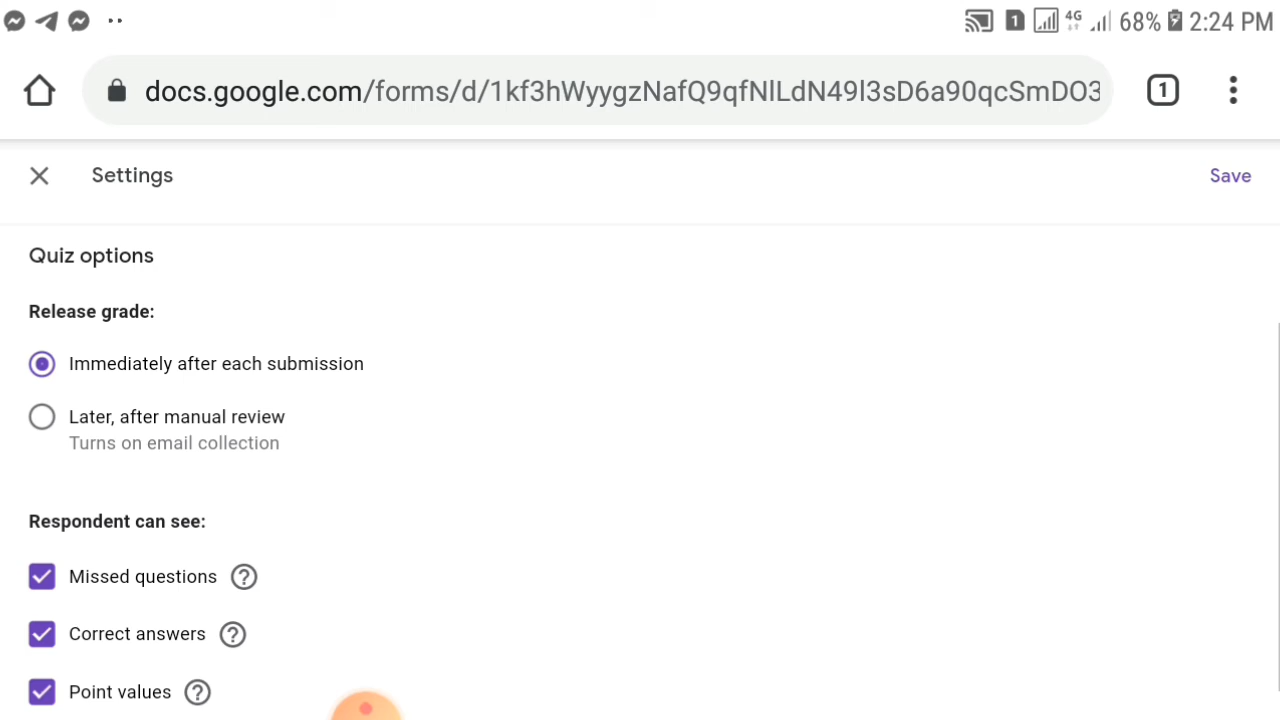 1 4G 68% 2:24 PM
docs.google.com/forms/d/1kf3hWyygzNafQ9qfNlLdN49l3sD6a90qcSmDO3
1
Settings
Save
Quiz options
Release grade:
Immediately after each submission
Later, after manual review
Turns on email collection
Respondent can see:
Missed questions ?
Correct answers ?
Point values ?